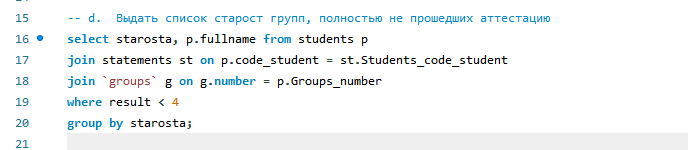 15 -- d. Выдать список старост групп, полностью не прошедших аттестацию
16 select starosta, p.fullname from students p
17 join statements st on p.code_student = st.Students_code_student
18 join `groups` g on g.number = p.Groups_number
19 where result < 4
20 group by starosta;
21